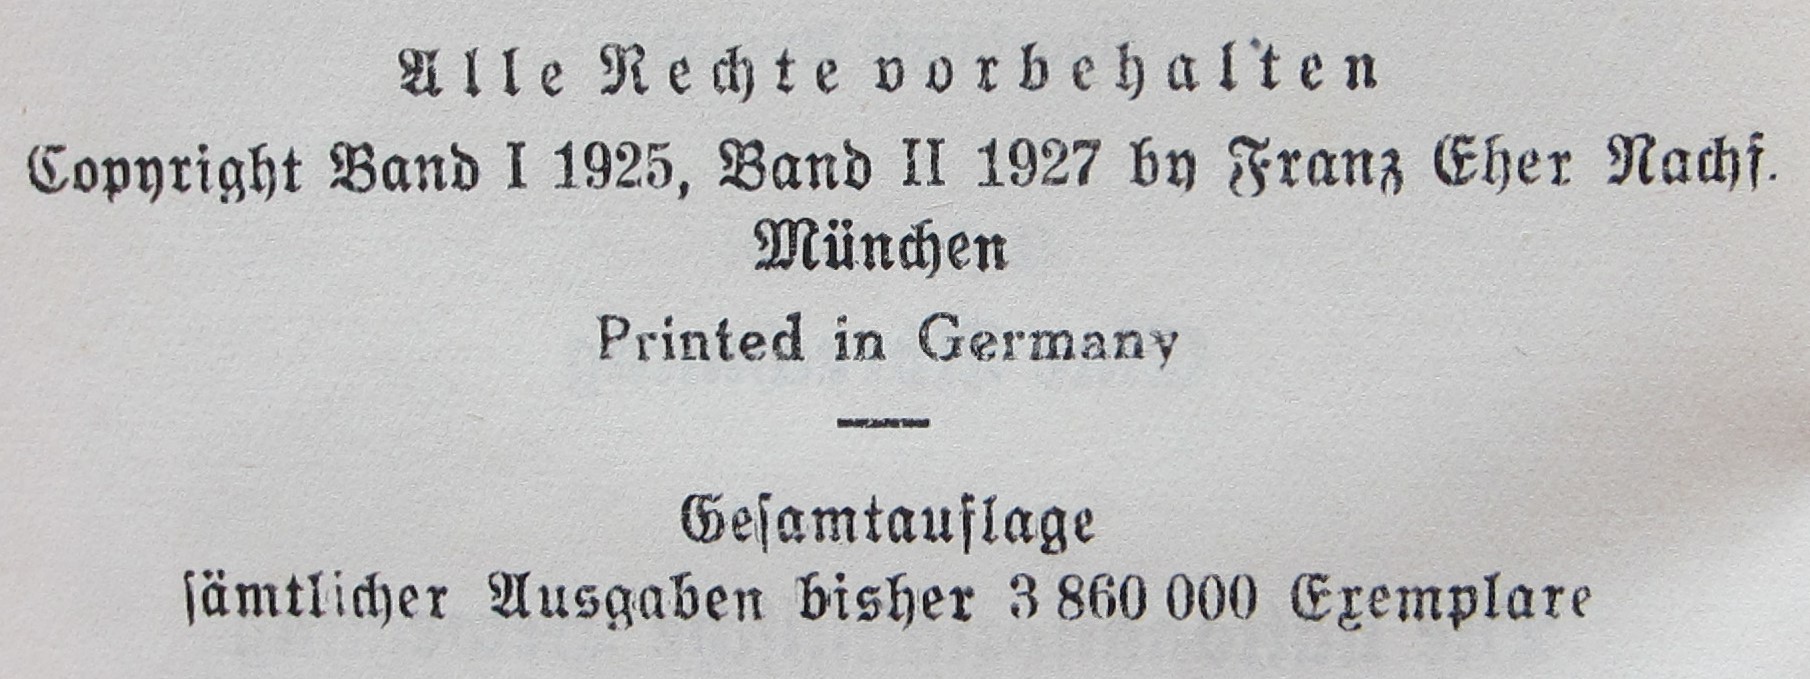 Alle Rechte vorbehalten
Copyright Band I 1925, Band II 1927 by Franz Eher Nachf.
München
Printed in Germany
Geſamtauflage
ſämtlicher Ausgaben bisher 3 860 000 Exemplare